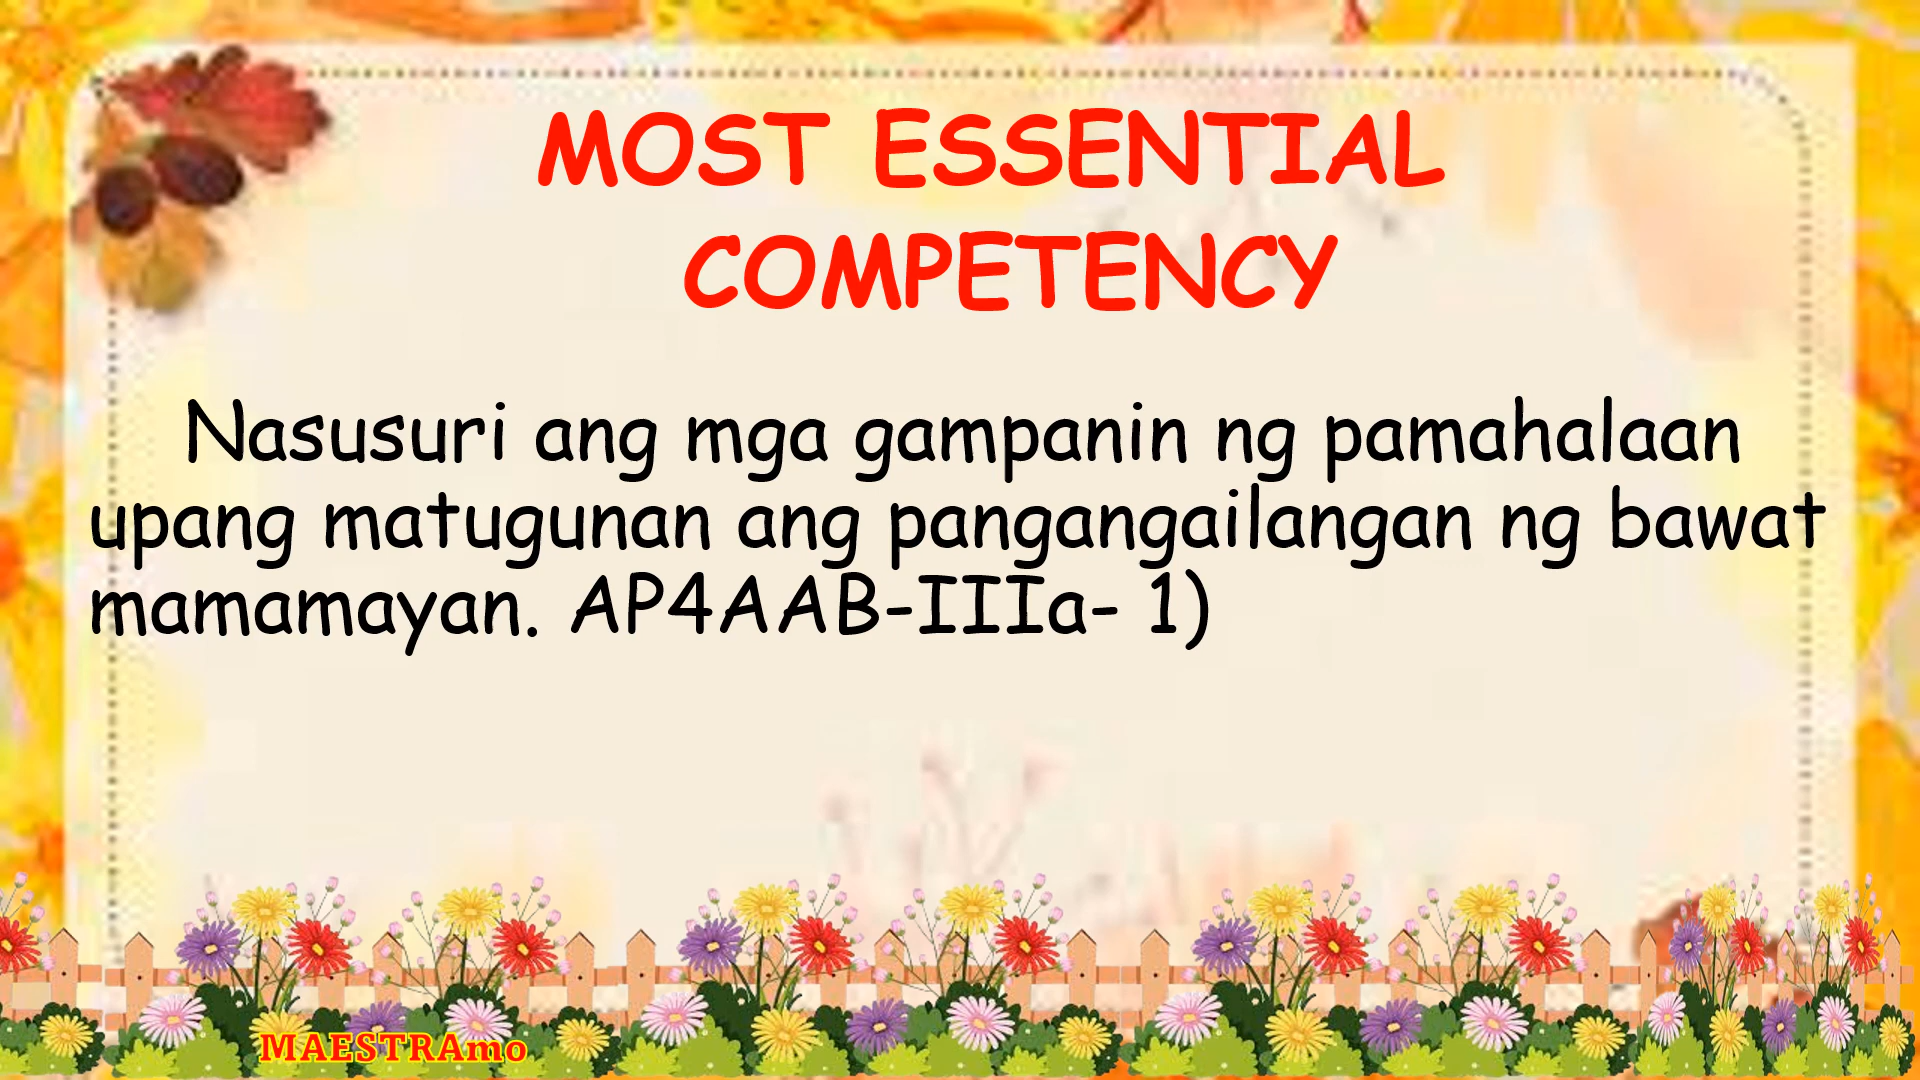 MOST ESSENTIAL
COMPETENCY
Nasusuri ang mga gampanin ng pamahalaan
upang matugunan ang pangangailangan ng bawat
mamamayan. AP4AAB-IIIa- 1)
MAESTRAmo